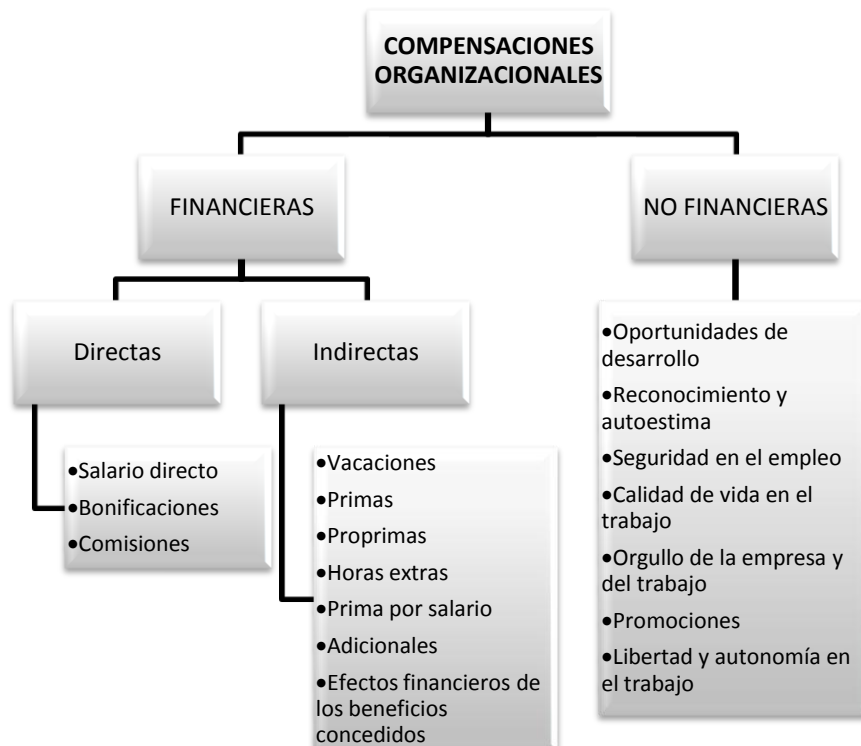 COMPENSACIONES
ORGANIZACIONALES
FINANCIERAS
NO FINANCIERAS
Directas
Indirectas
•Salario directo
•Bonificaciones
•Comisiones
•Vacaciones
•Primas
•Proprimas
•Horas extras
•Prima por salario
•Adicionales
•Efectos financieros de
los beneficios
concedidos
•Oportunidades de
desarrollo
•Reconocimiento y
autoestima
•Seguridad en el empleo
•Calidad de vida en el
trabajo
•Orgullo de la empresa y
del trabajo
•Promociones
•Libertad y autonomía en
el trabajo